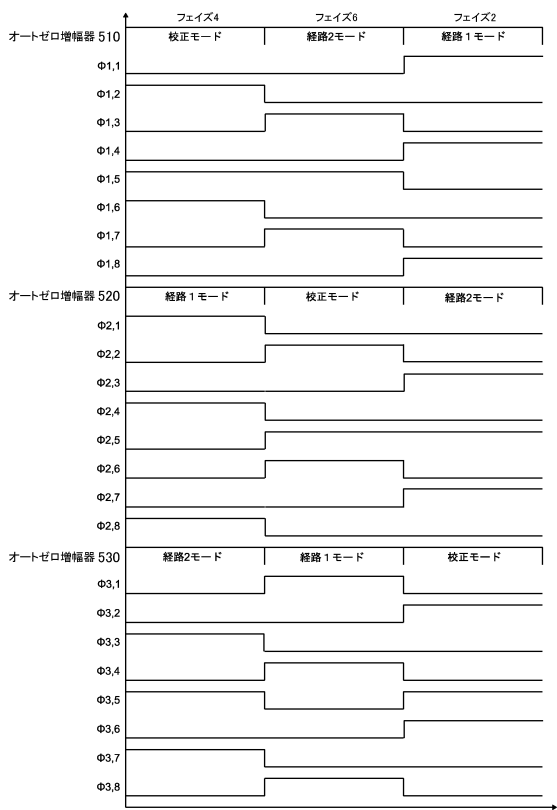 フェイズ4 フェイズ6 フェイズ2
オートゼロ増幅器 510 校正モード 経路2モード 経路１モード
Φ1,1
Φ1,2
Φ1,3
Φ1,4
Φ1,5
Φ1,6
Φ1,7
Φ1,8
オートゼロ増幅器 520 経路１モード 校正モード 経路2モード
Φ2,1
Φ2,2
Φ2,3
Φ2,4
Φ2,5
Φ2,6
Φ2,7
Φ2,8
オートゼロ増幅器 530 経路2モード 経路１モード 校正モード
Φ3,1
Φ3,2
Φ3,3
Φ3,4
Φ3,5
Φ3,6
Φ3,7
Φ3,8